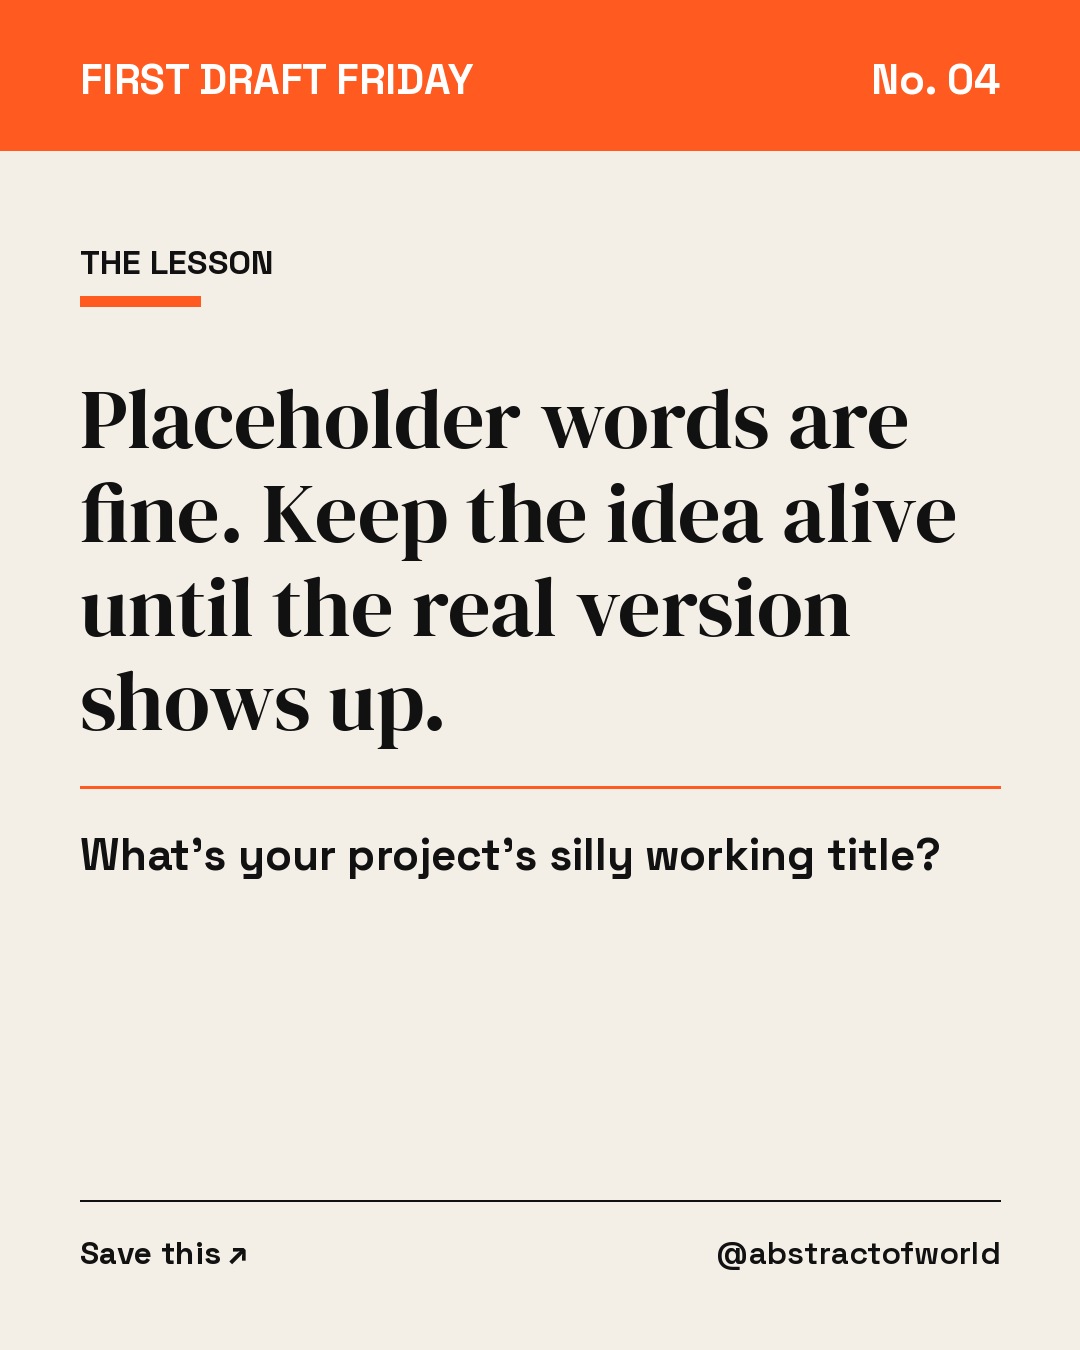 FIRST DRAFT FRIDAY
No. 04
THE LESSON
Placeholder words are
fine. Keep the idea alive
until the real version
shows up.
What’s your project’s silly working title?
Save this ↗
@abstractofworld